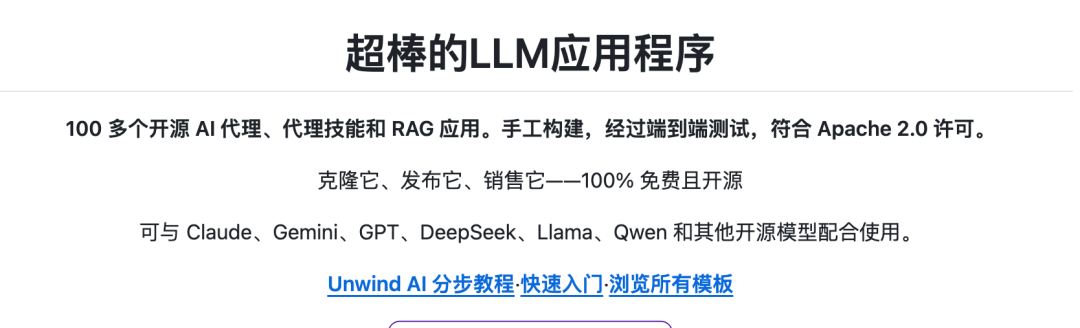 超棒的LLM应用程序
100 多个开源 AI 代理、代理技能和 RAG 应用。手工构建，经过端到端测试，符合 Apache 2.0 许可。
克隆它、发布它、销售它——100% 免费且开源
可与 Claude、Gemini、GPT、DeepSeek、Llama、Qwen 和其他开源模型配合使用。
Unwind AI 分步教程·快速入门·浏览所有模板